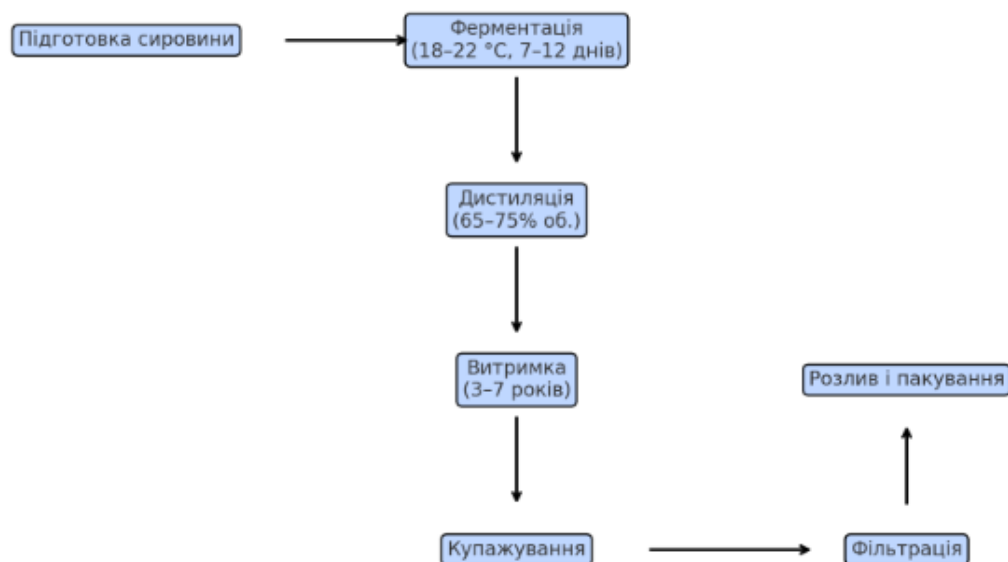 Підготовка сировини
Ферментація
(18–22 °C, 7–12 днів)
Дистиляція
(65–75% об.)
Витримка
(3–7 років)
Купажування
Фільтрація
Розлив і пакування